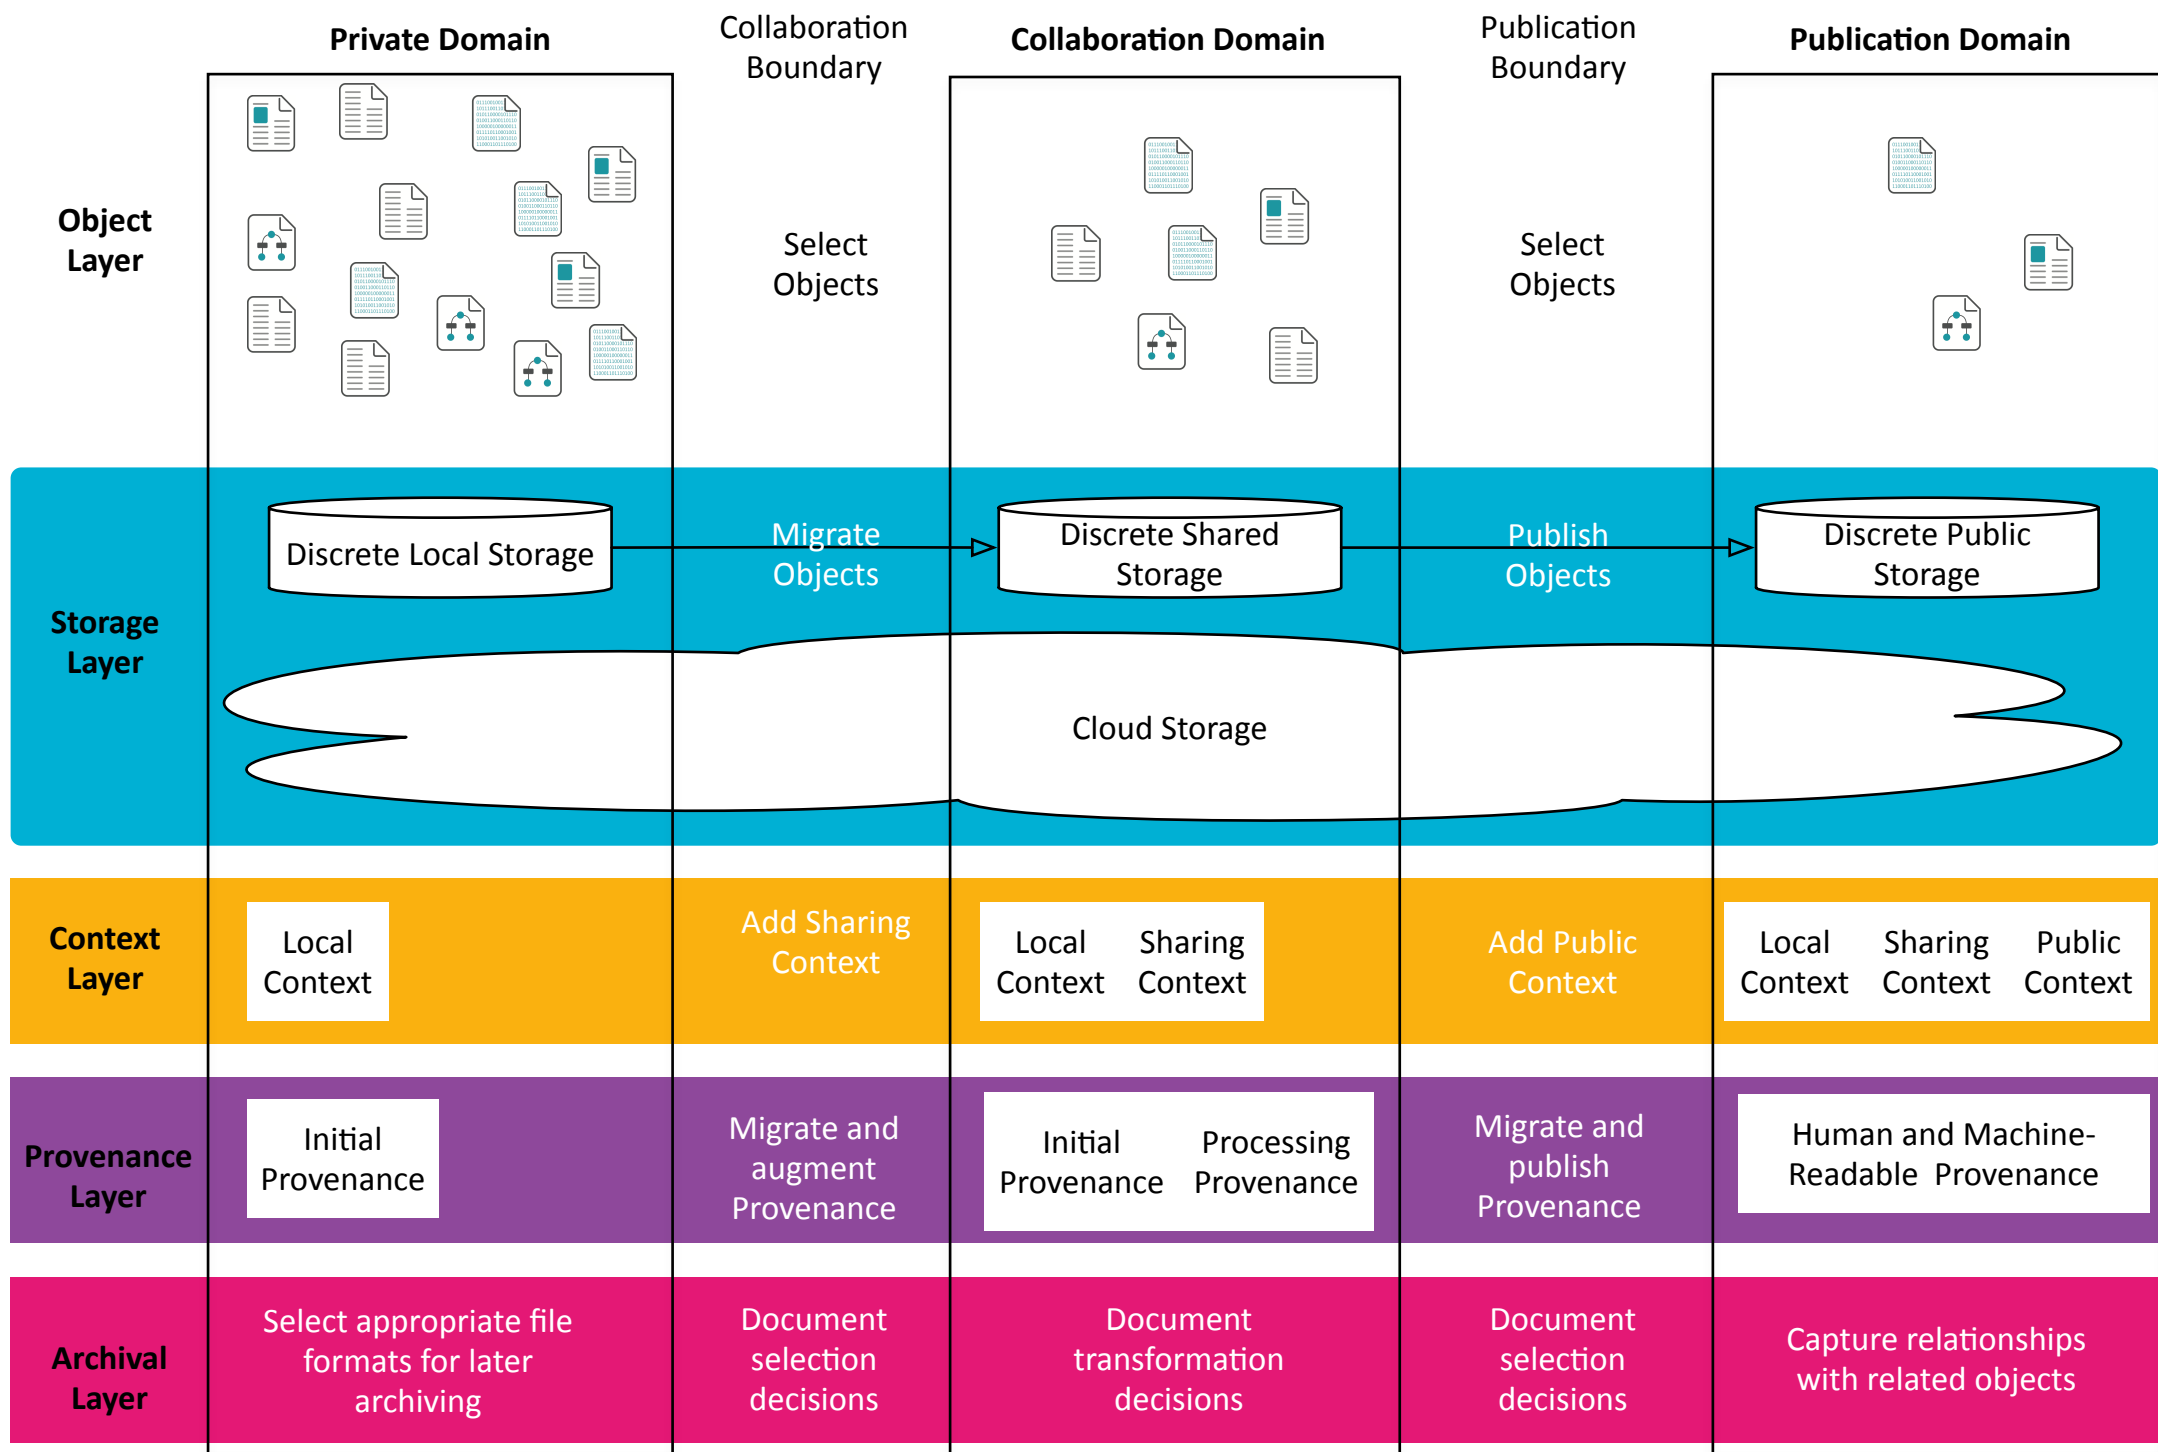 Private Domain
Collaboration
Boundary
Collaboration Domain
Publication
Boundary
Publication Domain
Object
Layer
Select
Objects
Select
Objects
Storage
Layer
Discrete Local Storage
Migrate
Objects
Discrete Shared
Storage
Publish
Objects
Discrete Public
Storage
Cloud Storage
Context
Layer
Local
Context
Add Sharing
Context
Local
Context
Sharing
Context
Add Public
Context
Local
Context
Sharing
Context
Public
Context
Provenance
Layer
Initial
Provenance
Migrate and
augment
Provenance
Initial
Provenance
Processing
Provenance
Migrate and
publish
Provenance
Human and Machine-
Readable Provenance
Archival
Layer
Select appropriate file
formats for later
archiving
Document
selection
decisions
Document
transformation
decisions
Document
selection
decisions
Capture relationships
with related objects